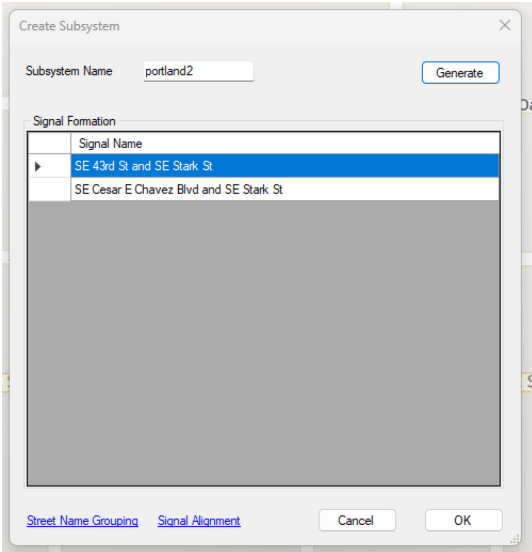 Create Subsystem
Subsystem Name portland2 Generate
Signal Formation
Signal Name
SE 43rd St and SE Stark St
SE Cesar E Chavez Blvd and SE Stark St
Street Name Grouping Signal Alignment Cancel OK